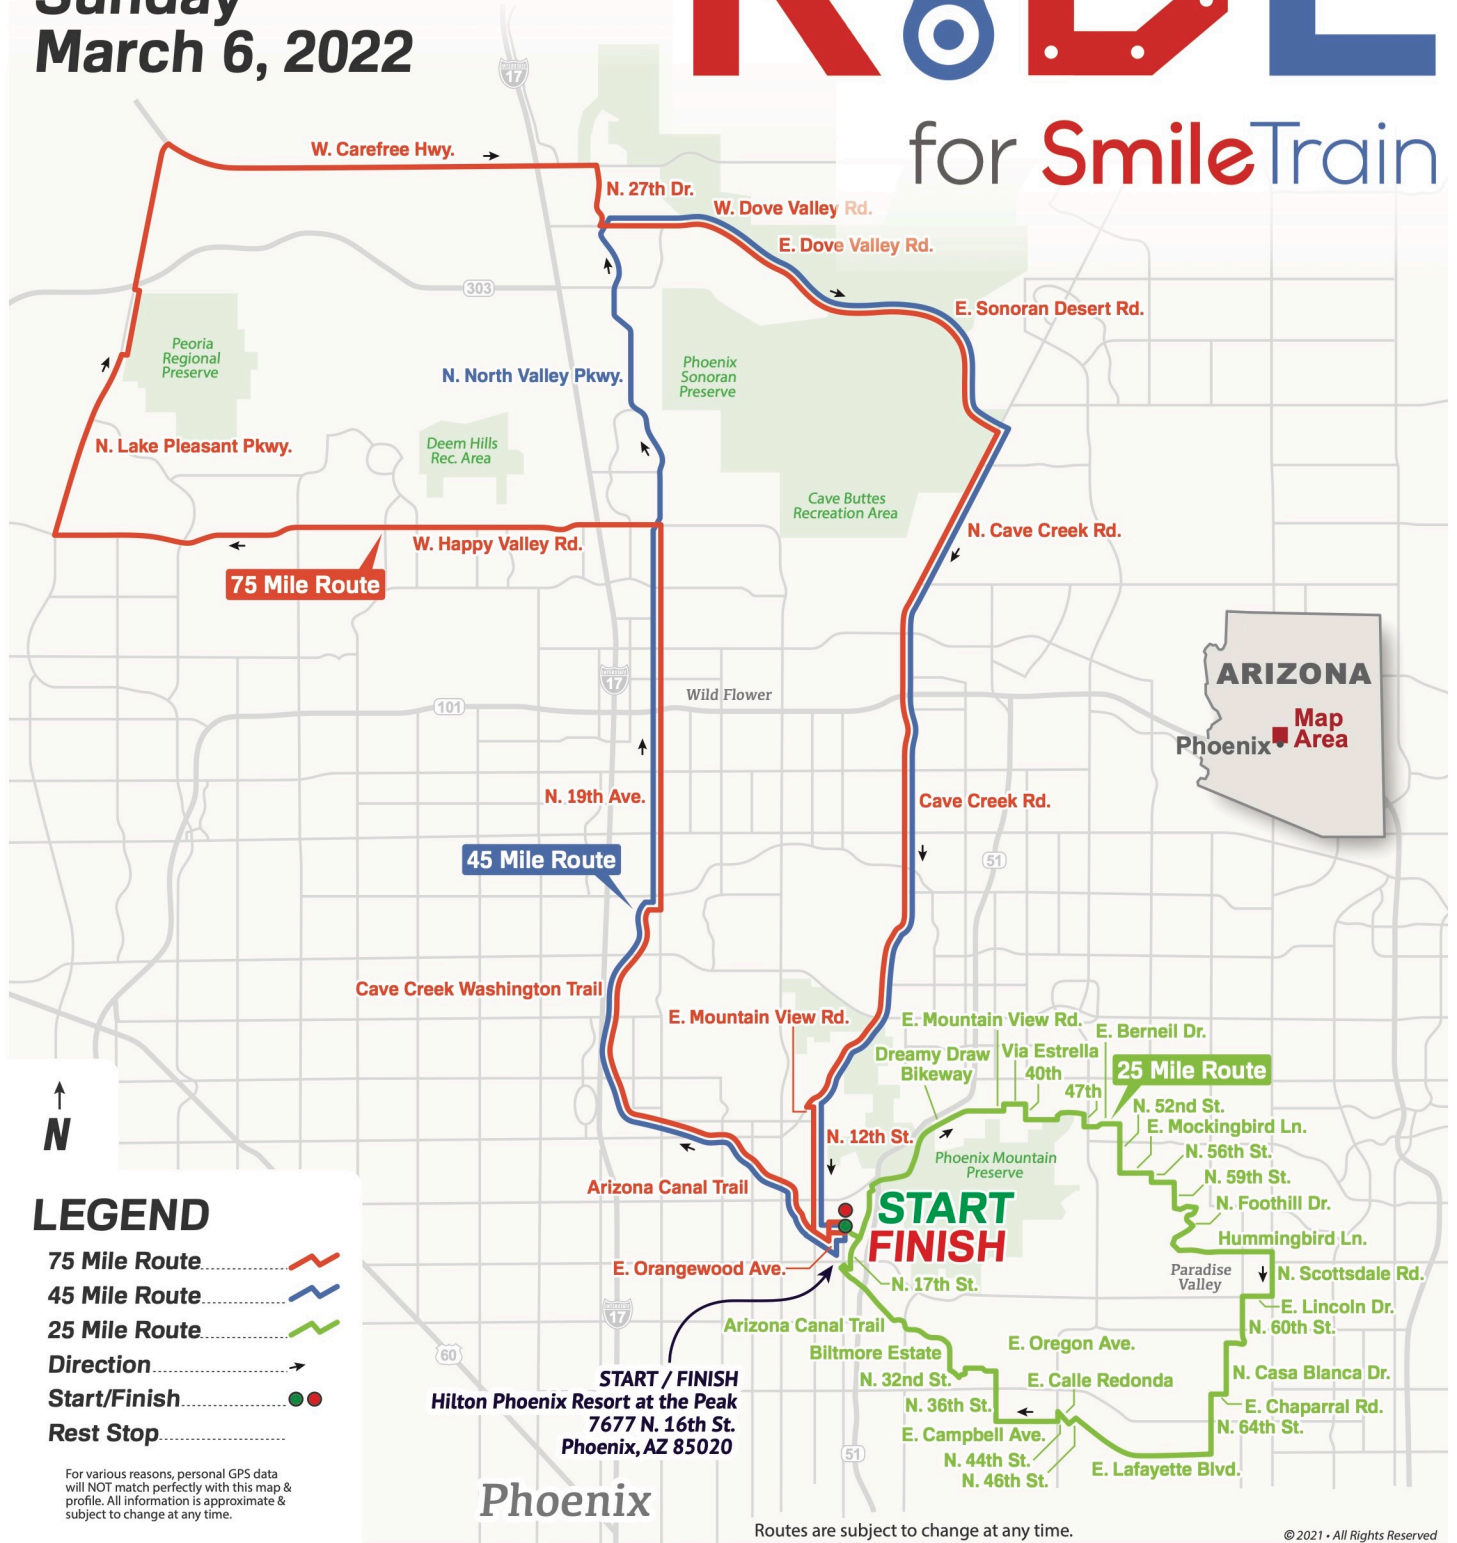 Sunday
March 6, 2022
RIDE
for SmileTrain
17
W. Carefree Hwy.
N. 27th Dr.
W. Dove Valley Rd.
E. Dove Valley Rd.
303
E. Sonoran Desert Rd.
Peoria
Regional
Preserve
Phoenix
Sonoran
Preserve
N. North Valley Pkwy.
N. Lake Pleasant Pkwy.
Deem Hills
Rec. Area
Cave Buttes
Recreation Area
N. Cave Creek Rd.
W. Happy Valley Rd.
75 Mile Route
17
Wild Flower
101
ARIZONA
Map
Area
Phoenix
N. 19th Ave.
Cave Creek Rd.
45 Mile Route
51
Cave Creek Washington Trail
E. Mountain View Rd.
E. Mountain View Rd.
E. Berneil Dr.
Dreamy Draw
Bikeway
Via Estrella
40th
47th
25 Mile Route
N. 52nd St.
E. Mockingbird Ln.
N. 56th St.
N. 59th St.
N. Foothill Dr.
Hummingbird Ln.
N. 12th St.
Phoenix Mountain
Preserve
Arizona Canal Trail
START
FINISH
E. Orangewood Ave.
N. 17th St.
Paradise
Valley
N. Scottsdale Rd.
E. Lincoln Dr.
N. 60th St.
Arizona Canal Trail
Biltmore Estate
E. Oregon Ave.
N. 32nd St.
E. Calle Redonda
N. Casa Blanca Dr.
N. 36th St.
E. Chaparral Rd.
N. 64th St.
E. Campbell Ave.
N. 44th St.
N. 46th St.
E. Lafayette Blvd.
17
60
51
START / FINISH
Hilton Phoenix Resort at the Peak
7677 N. 16th St.
Phoenix, AZ 85020
Phoenix
N
LEGEND
75 Mile Route
45 Mile Route
25 Mile Route
Direction
Start/Finish
Rest Stop
For various reasons, personal GPS data
will NOT match perfectly with this map &
profile. All information is approximate &
subject to change at any time.
Routes are subject to change at any time.
© 2021 • All Rights Reserved